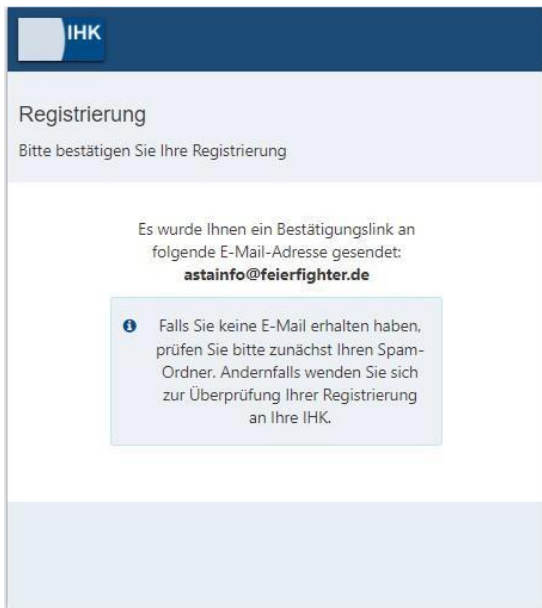 IHK
Registrierung
Bitte bestätigen Sie Ihre Registrierung
Es wurde Ihnen ein Bestätigungslink an
folgende E-Mail-Adresse gesendet:
astainfo@feierfighter.de
Falls Sie keine E-Mail erhalten haben,
prüfen Sie bitte zunächst Ihren Spam-
Ordner. Andernfalls wenden Sie sich
zur Überprüfung Ihrer Registrierung
an Ihre IHK.